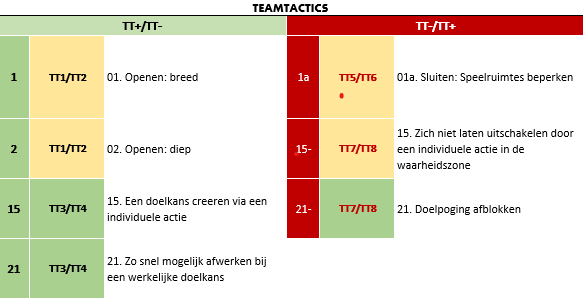 TEAMTACTICS
TT+/TT-
TT-/TT+
1 TT1/TT2 01. Openen: breed
1a TT5/TT6 01a. Sluiten: Speelruimtes beperken
2 TT1/TT2 02. Openen: diep
15- TT7/TT8 15. Zich niet laten uitschakelen door
een individuele actie in de
waarheidszone
15 TT3/TT4 15. Een doelkans creeren via een
individuele actie
21- TT7/TT8 21. Doelpoging afblokken
21 TT3/TT4 21. Zo snel mogelijk afwerken bij
een werkelijke doelkans